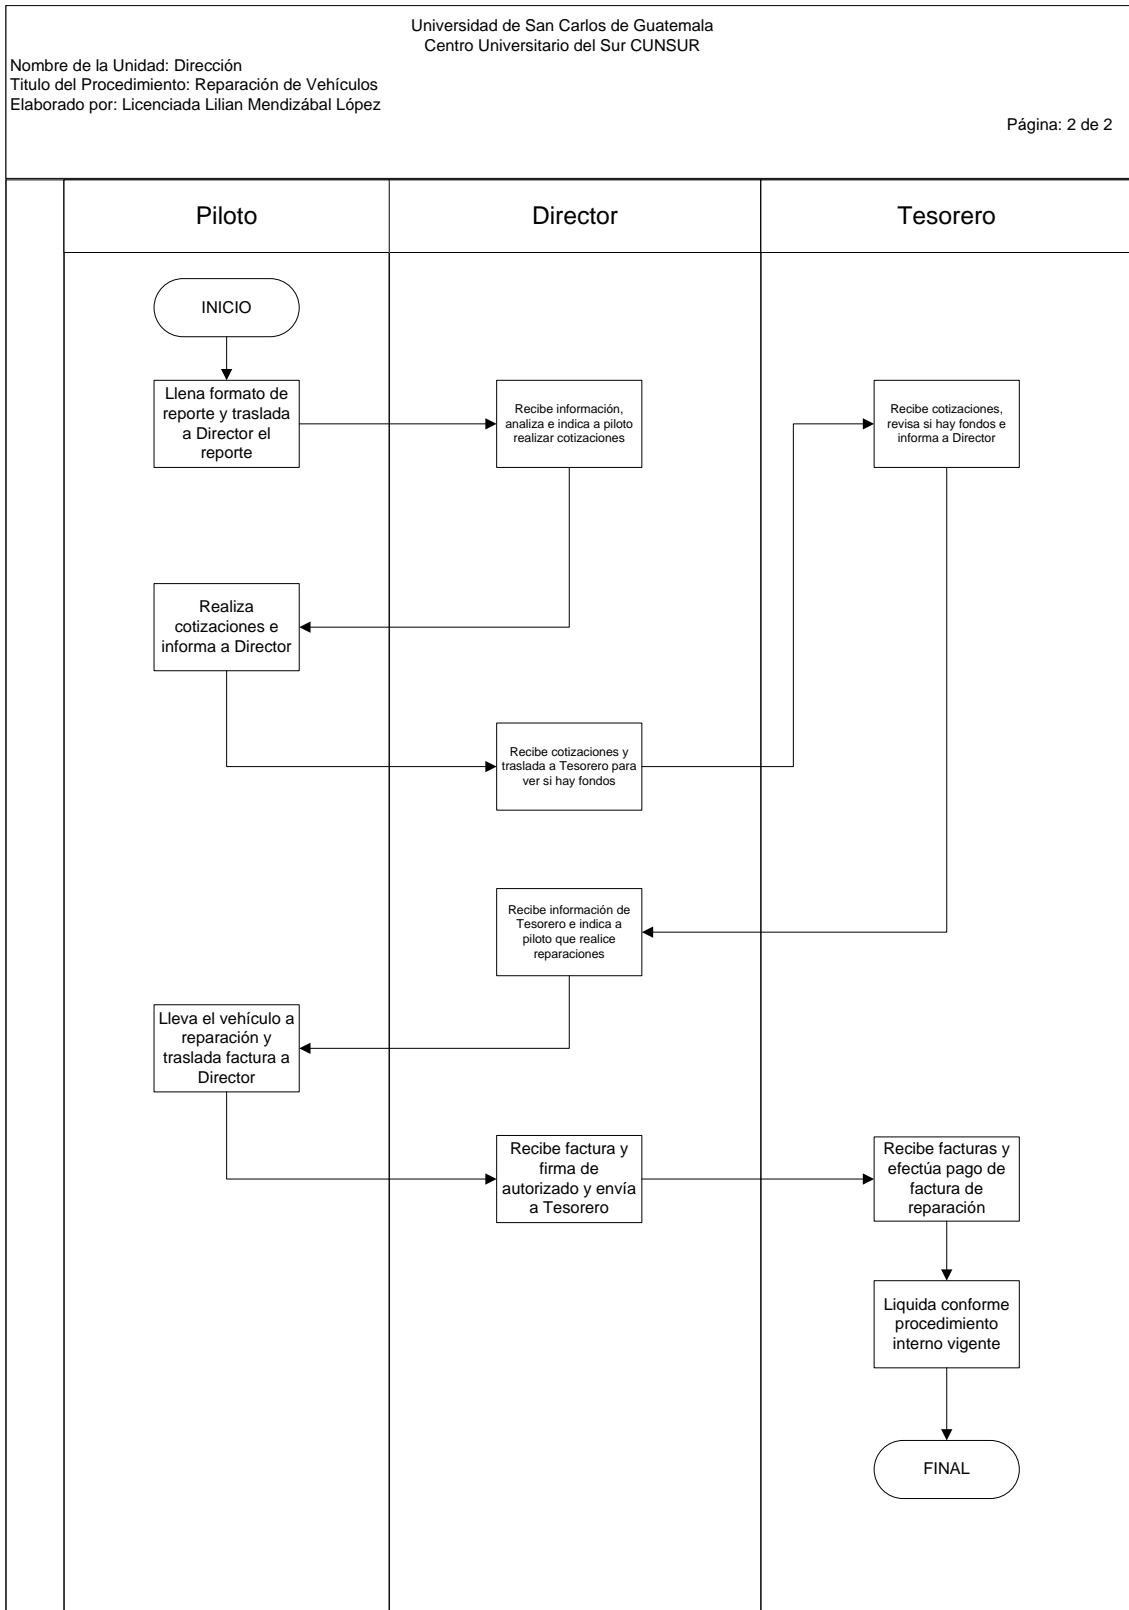 Universidad de San Carlos de Guatemala
Centro Universitario del Sur CUNSUR
Nombre de la Unidad: Dirección
Titulo del Procedimiento: Reparación de Vehículos
Elaborado por: Licenciada Lilian Mendizábal López
Página: 2 de 2
Piloto
Director
Tesorero
INICIO
Llena formato de
reporte y traslada
a Director el
reporte
Recibe información,
analiza e indica a piloto
realizar cotizaciones
Recibe cotizaciones,
revisa si hay fondos e
informa a Director
Realiza
cotizaciones e
informa a Director
Recibe cotizaciones y
traslada a Tesorero para
ver si hay fondos
Recibe información de
Tesorero e indica a
piloto que realice
reparaciones
Lleva el vehículo a
reparación y
traslada factura a
Director
Recibe factura y
firma de
autorizado y envía
a Tesorero
Recibe facturas y
efectúa pago de
factura de
reparación
Liquida conforme
procedimiento
interno vigente
FINAL